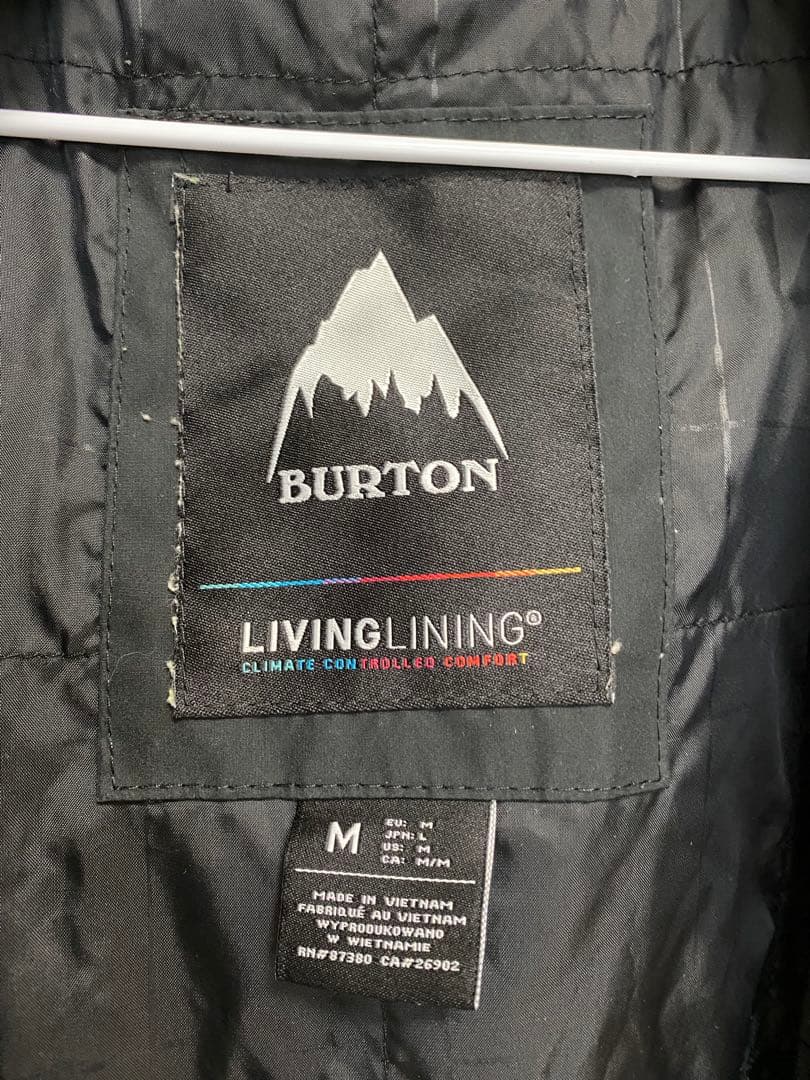 BURTON
LIVINGLINING®
CLIMATE CONTROLLED COMFORT
M
EU: M
JPN: L
US: M
CA: M/M
MADE IN VIETNAM
FABRIQUÉ AU VIETNAM
WYPRODUKOWANO
W WIETNAMIE
RN#87380 CA#26902